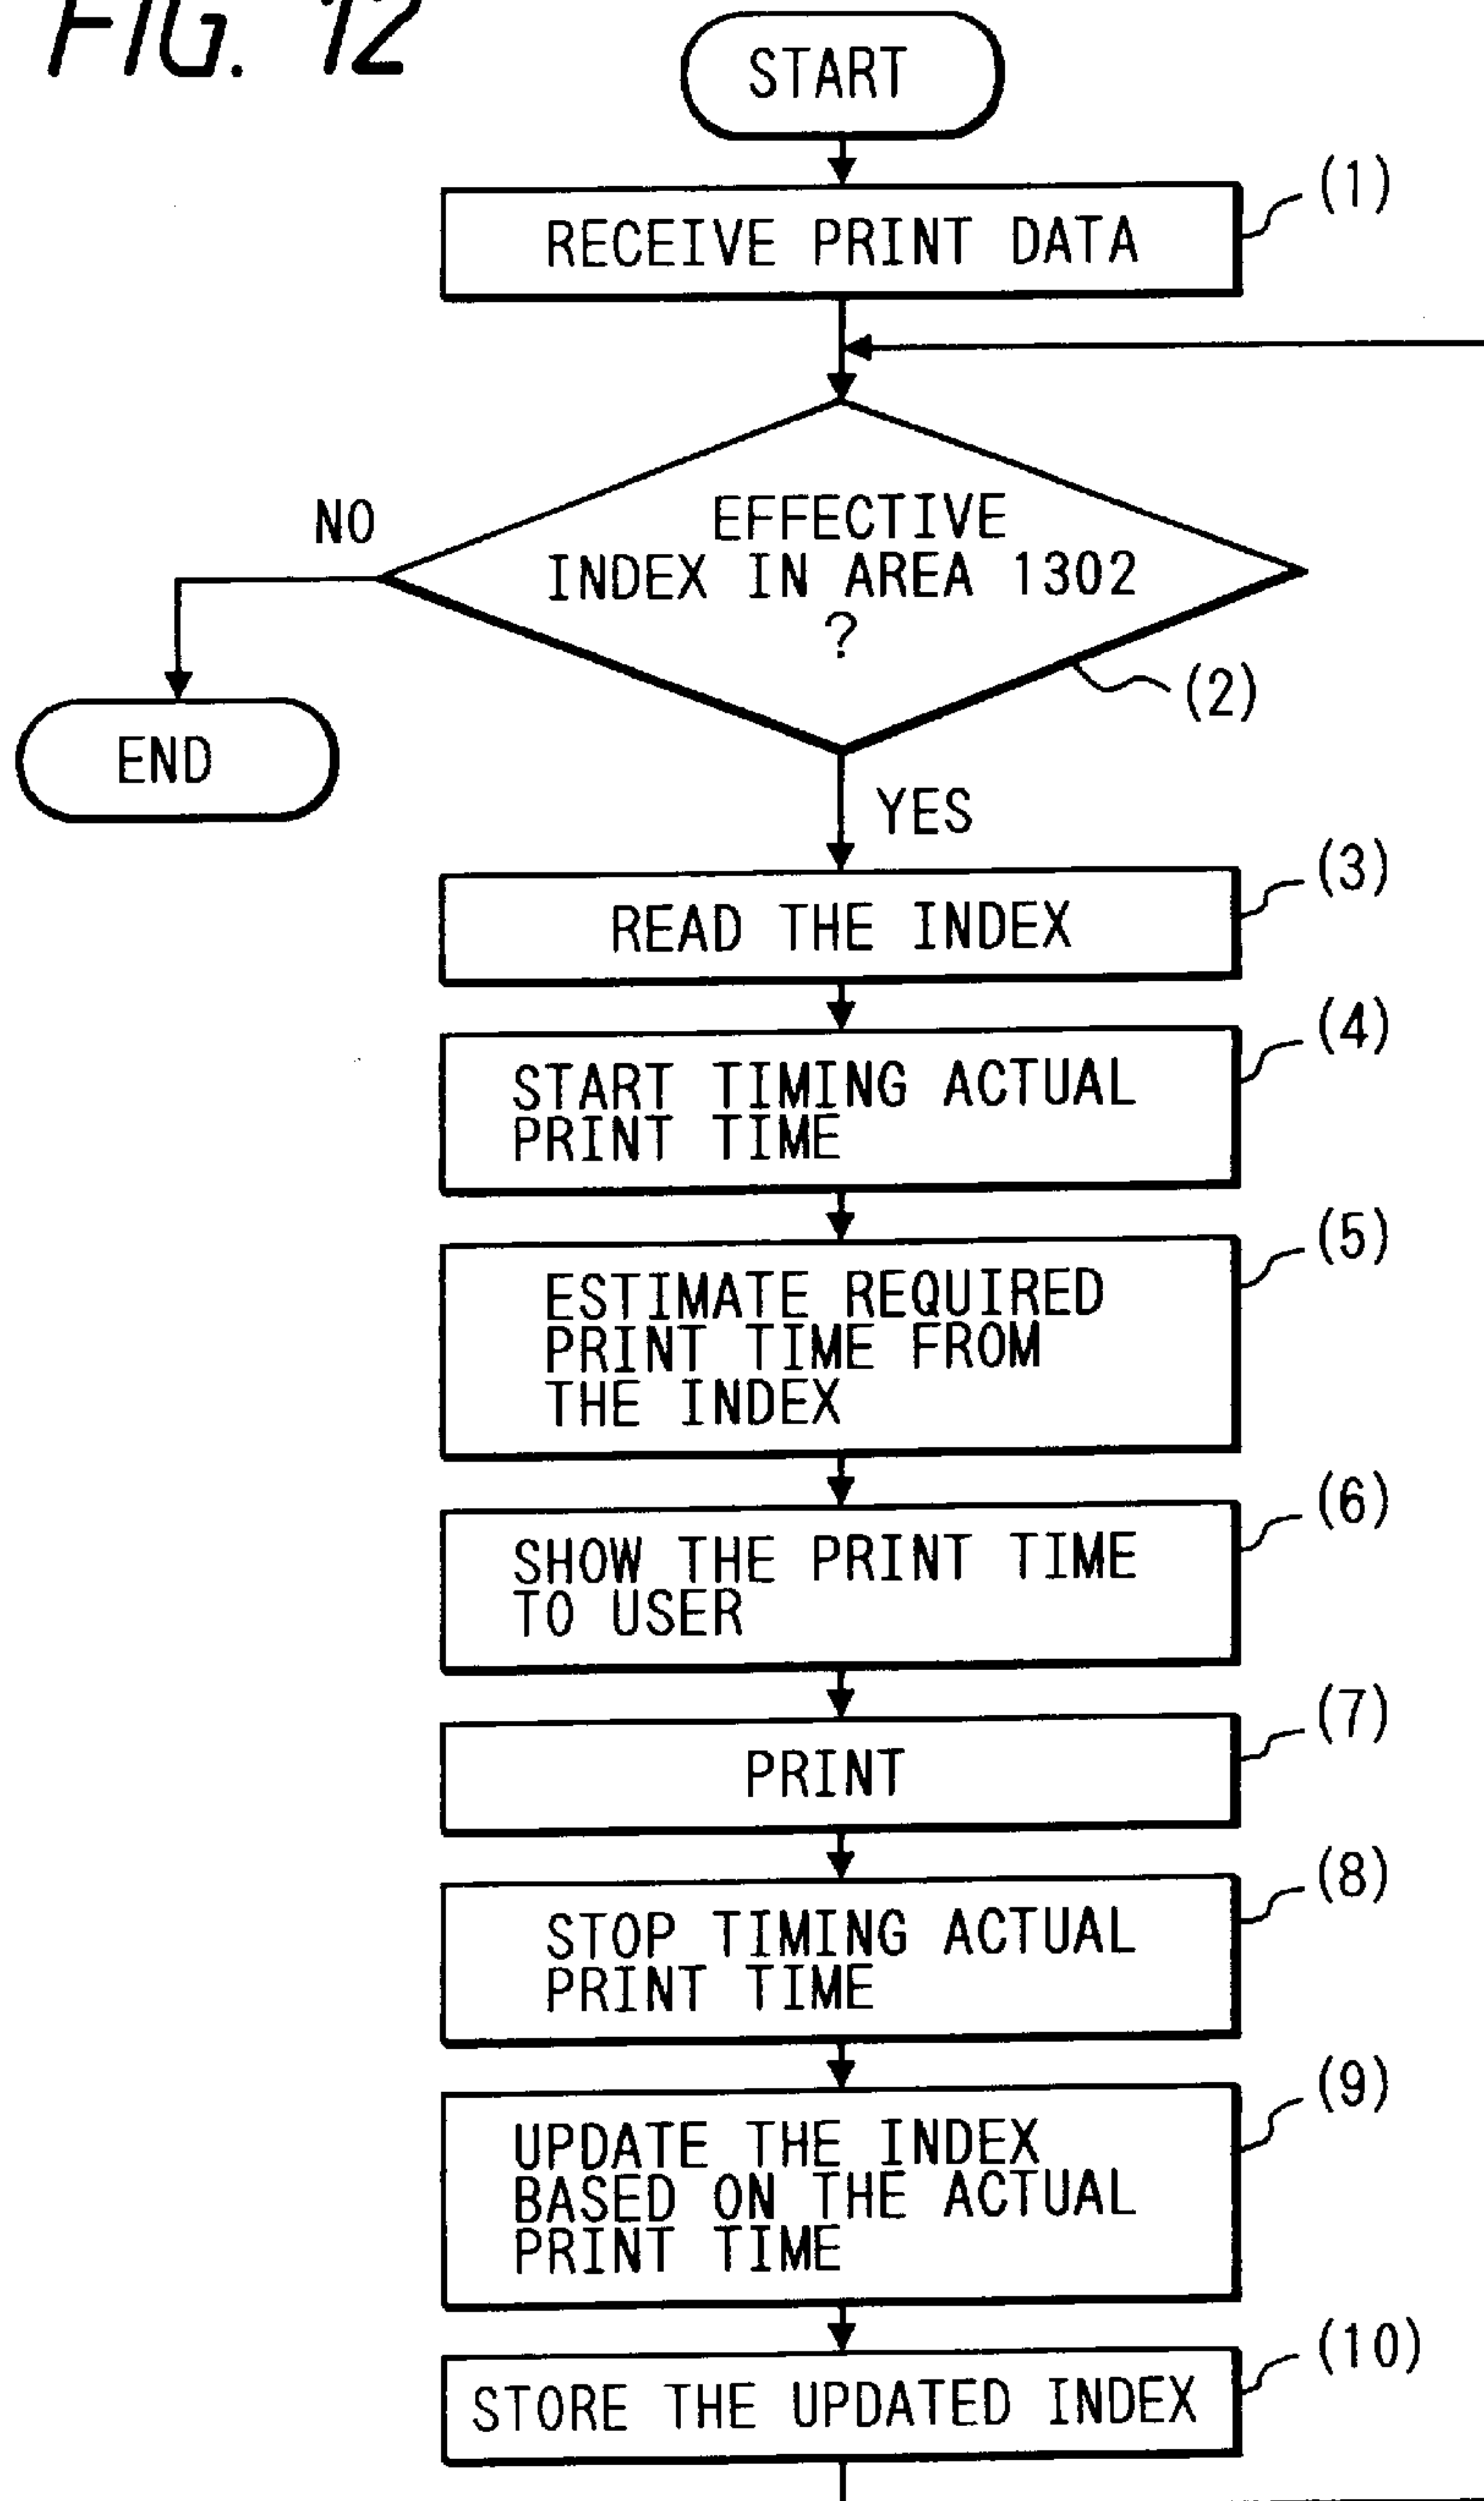 FIG. 12
START
RECEIVE PRINT DATA
(1)
EFFECTIVE
INDEX IN AREA 1302
?
NO
(2)
END
YES
READ THE INDEX
(3)
START TIMING ACTUAL
PRINT TIME
(4)
ESTIMATE REQUIRED
PRINT TIME FROM
THE INDEX
(5)
SHOW THE PRINT TIME
TO USER
(6)
PRINT
(7)
STOP TIMING ACTUAL
PRINT TIME
(8)
UPDATE THE INDEX
BASED ON THE ACTUAL
PRINT TIME
(9)
STORE THE UPDATED INDEX
(10)